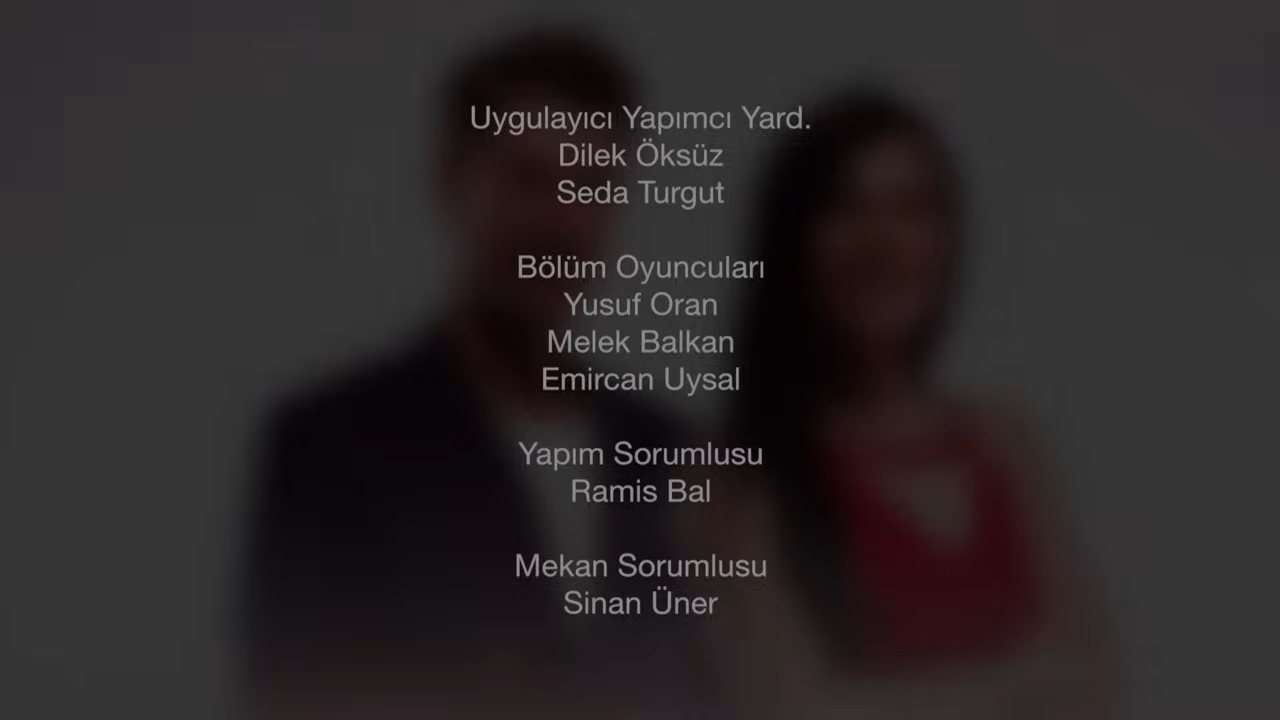 Uygulayıcı Yapımcı Yard.
Dilek Öksüz
Seda Turgut
Bölüm Oyuncuları
Yusuf Oran
Melek Balkan
Emircan Uysal
Yapım Sorumlusu
Ramis Bal
Mekan Sorumlusu
Sinan Üner